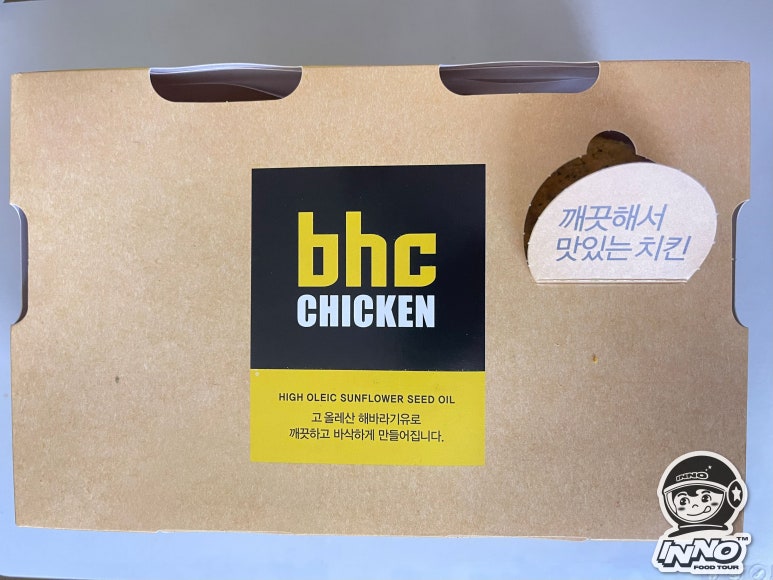 깨끗해서
맛있는 치킨
bhc
CHICKEN
HIGH OLEIC SUNFLOWER SEED OIL
고 올레산 해바라기유로
깨끗하고 바삭하게 만들어집니다.
INNO
INNO™
FOOD TOUR